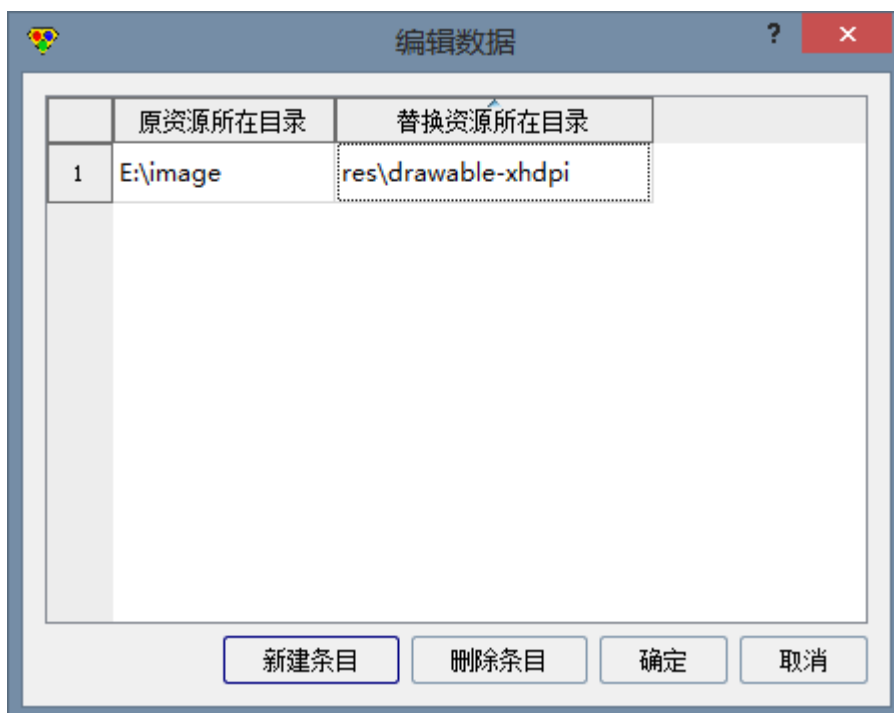 编辑数据
?
×
原资源所在目录 替换资源所在目录
1 E:\image res\drawable-xhdpi
新建条目 删除条目 确定 取消